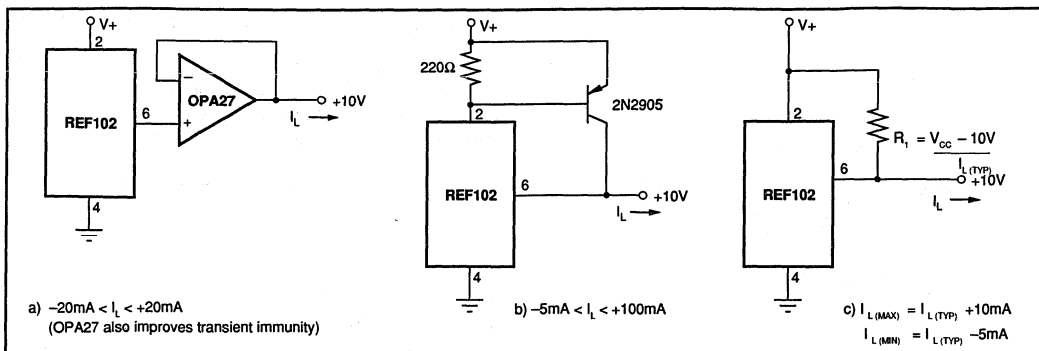 V+
2
REF102
6
4
−
+
OPA27
+10V
I_L
a) −20mA < I_L < +20mA
(OPA27 also improves transient immunity)
V+
220Ω
2N2905
2
REF102
6
4
+10V
I_L
b) −5mA < I_L < +100mA
V+
2
REF102
6
4
R_1 = V_CC − 10V
I_L (TYP)
+10V
I_L
c) I_L (MAX) = I_L (TYP) +10mA
I_L (MIN) = I_L (TYP) −5mA